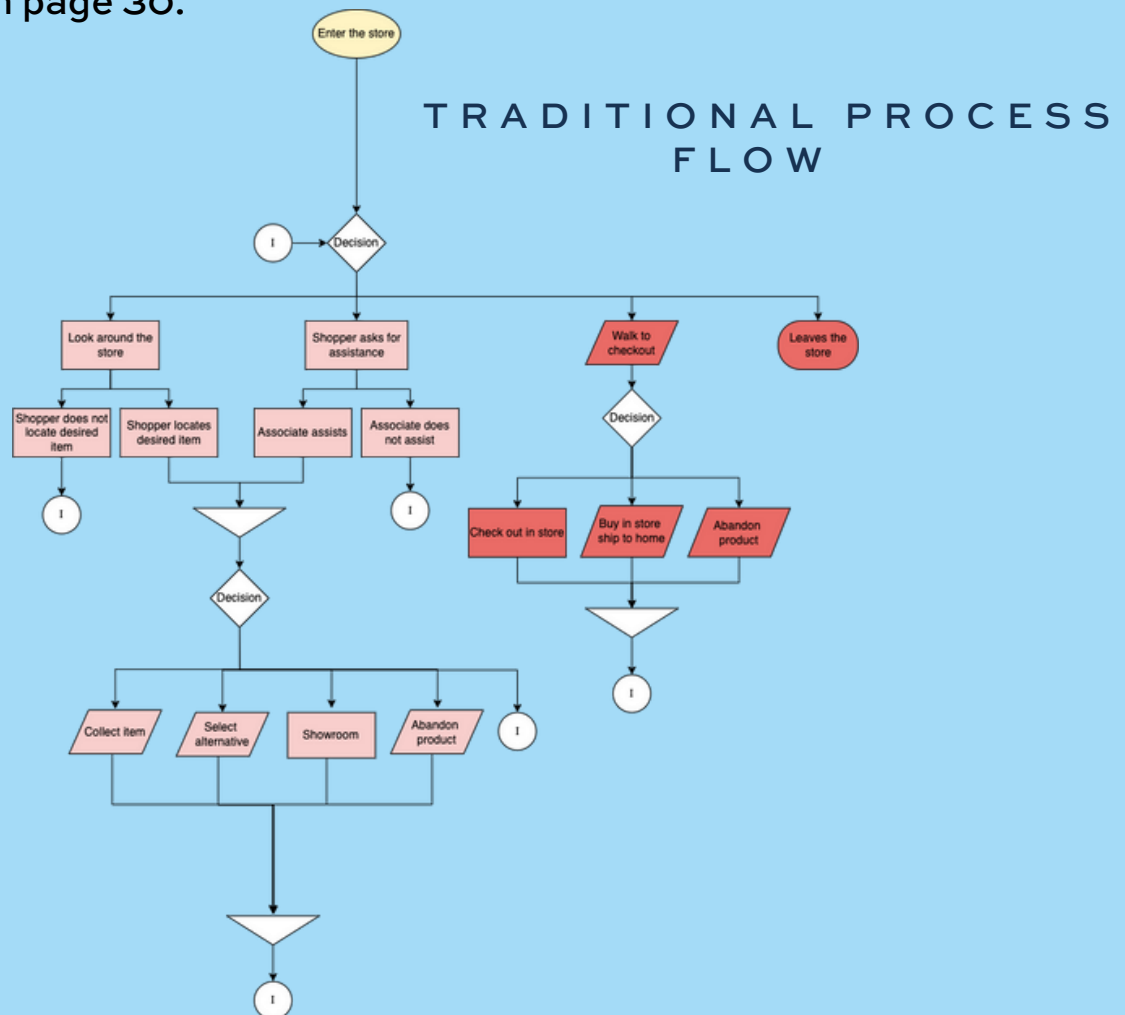 n page 30.
Enter the store
TRADITIONAL PROCESS
FLOW
I
Decision
Look around the
store
Shopper asks for
assistance
Walk to
checkout
Leaves the
store
Shopper does not
locate desired
item
Shopper locates
desired item
Associate assists
Associate does
not assist
Decision
I
I
Check out in store
Buy in store
ship to home
Abandon
product
Decision
I
Collect item
Select
alternative
Showroom
Abandon
product
I
I